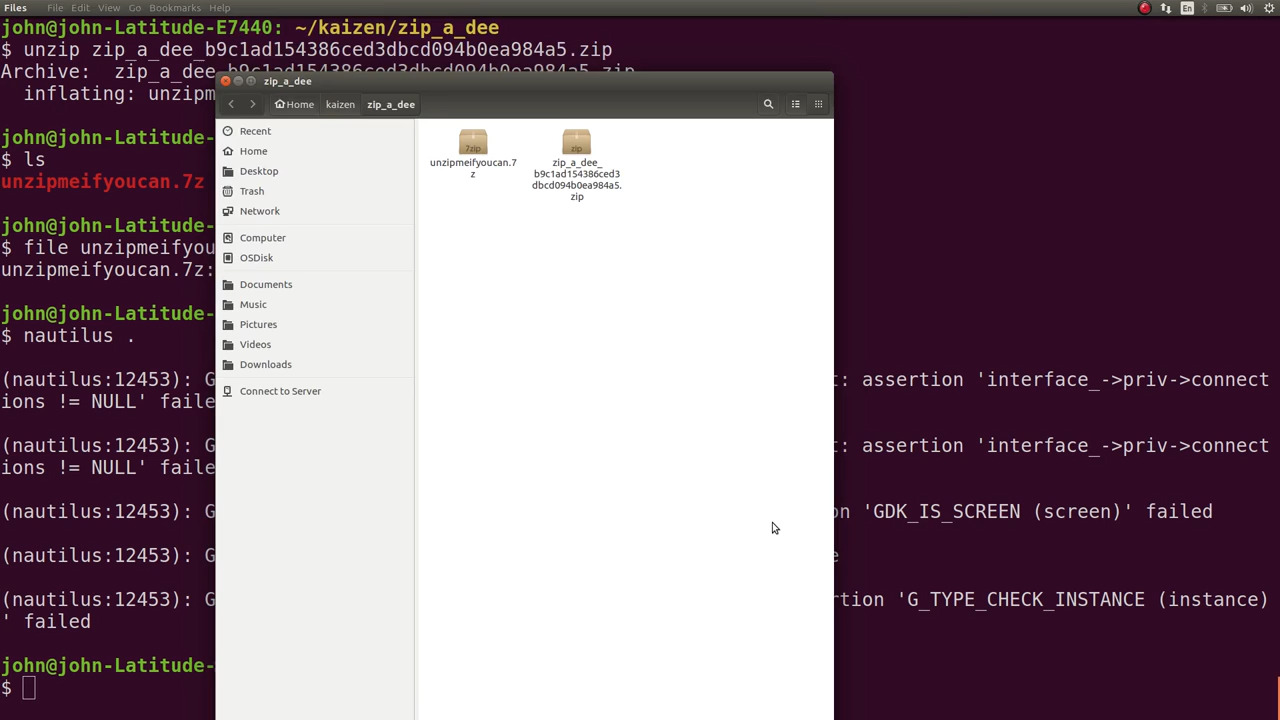 Files File Edit View Go Bookmarks Help En
john@john-Latitude-E7440: ~/kaizen/zip_a_dee
$ unzip zip_a_dee_b9c1ad154386ced3dbcd094b0ea984a5.zip
Archive: zip_a_dee_b9c1ad154386ced3dbcd094b0ea984a5.zip
inflating: unzipm
john@john-Latitude-
$ ls
unzipmeifyoucan.7z
john@john-Latitude-
$ file unzipmeifyou
unzipmeifyoucan.7z:
john@john-Latitude-
$ nautilus .
(nautilus:12453): G
t: assertion 'interface_->priv->connect
ions != NULL' faile
(nautilus:12453): G
t: assertion 'interface_->priv->connect
ions != NULL' faile
(nautilus:12453): G
on 'GDK_IS_SCREEN (screen)' failed
(nautilus:12453): G
e
(nautilus:12453): G
rtion 'G_TYPE_CHECK_INSTANCE (instance)
' failed
john@john-Latitude-
$
zip_a_dee
Home kaizen zip_a_dee
Recent
Home
Desktop
Trash
Network
Computer
OSDisk
Documents
Music
Pictures
Videos
Downloads
Connect to Server
7zip
unzipmeifyoucan.7
z
zip
zip_a_dee_
b9c1ad154386ced3
dbcd094b0ea984a5.
zip